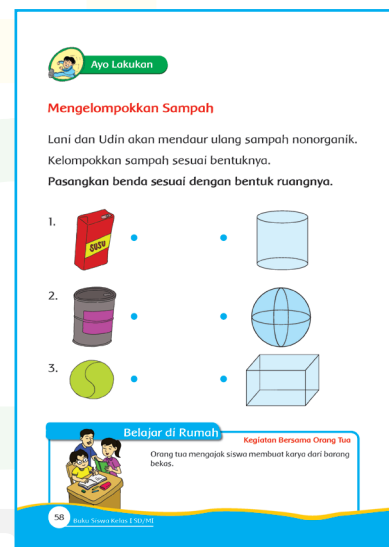 Ayo Lakukan
Mengelompokkan Sampah
Lani dan Udin akan mendaur ulang sampah nonorganik.
Kelompokkan sampah sesuai bentuknya.
Pasangkan benda sesuai dengan bentuk ruangnya.
1.
SUSU
2.
3.
Belajar di Rumah
Kegiatan Bersama Orang Tua
Orang tua mengajak siswa membuat karya dari barang
bekas.
58 Buku Siswa Kelas I SD/MI